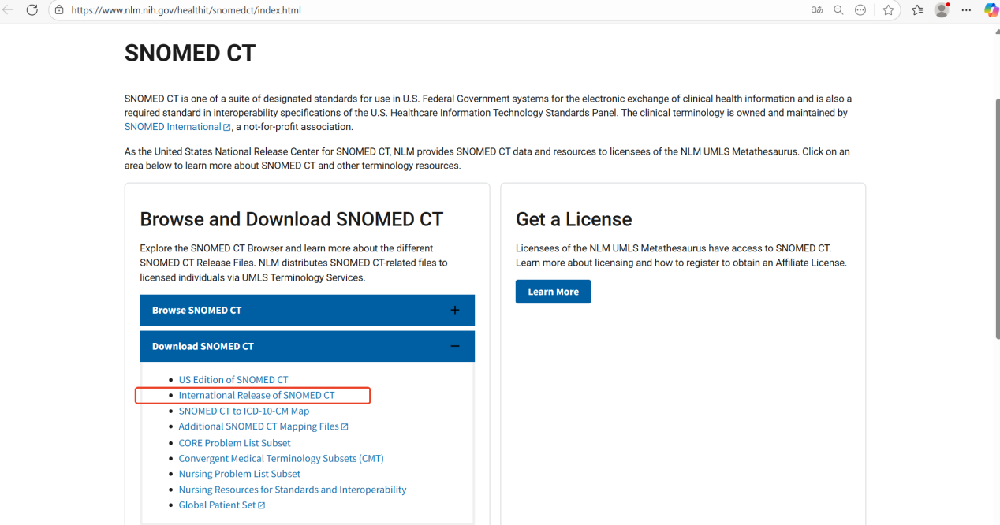 https://www.nlm.nih.gov/healthit/snomedct/index.html
SNOMED CT
SNOMED CT is one of a suite of designated standards for use in U.S. Federal Government systems for the electronic exchange of clinical health information and is also a
required standard in interoperability specifications of the U.S. Healthcare Information Technology Standards Panel. The clinical terminology is owned and maintained by
SNOMED International, a not-for-profit association.
As the United States National Release Center for SNOMED CT, NLM provides SNOMED CT data and resources to licensees of the NLM UMLS Metathesaurus. Click on an
area below to learn more about SNOMED CT and other terminology resources.
Browse and Download SNOMED CT
Explore the SNOMED CT Browser and learn more about the different
SNOMED CT Release Files. NLM distributes SNOMED CT-related files to
licensed individuals via UMLS Terminology Services.
Browse SNOMED CT +
Download SNOMED CT −
• US Edition of SNOMED CT
• International Release of SNOMED CT
• SNOMED CT to ICD-10-CM Map
• Additional SNOMED CT Mapping Files
• CORE Problem List Subset
• Convergent Medical Terminology Subsets (CMT)
• Nursing Problem List Subset
• Nursing Resources for Standards and Interoperability
• Global Patient Set
Get a License
Licensees of the NLM UMLS Metathesaurus have access to SNOMED CT.
Learn more about licensing and how to register to obtain an Affiliate License.
Learn More